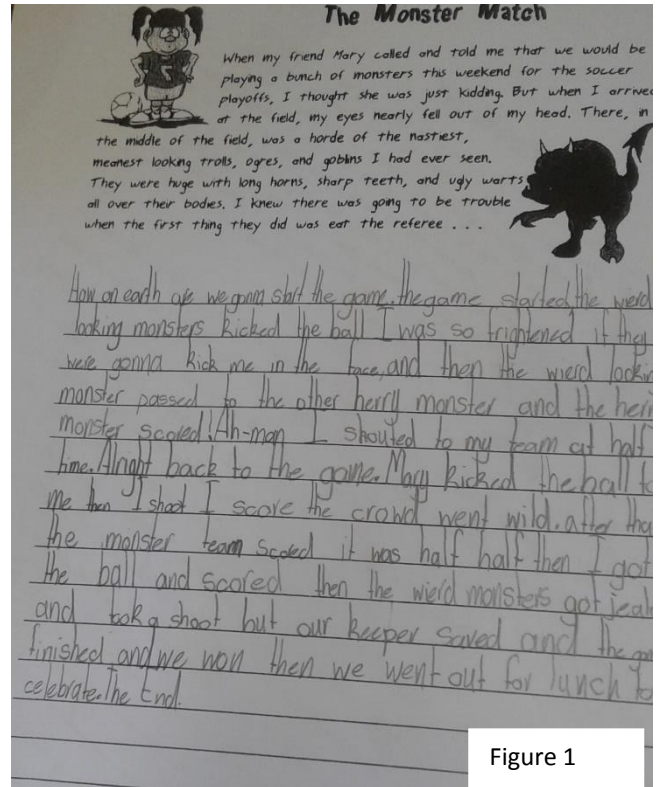 The Monster Match
When my friend Mary called and told me that we would be
playing a bunch of monsters this weekend for the soccer
playoffs, I thought she was just kidding. But when I arrive
at the field, my eyes nearly fell out of my head. There, in
the middle of the field, was a horde of the nastiest,
meanest looking trolls, ogres, and goblins I had ever seen.
They were huge with long horns, sharp teeth, and ugly warts
all over their bodies. I knew there was going to be trouble
when the first thing they did was eat the referee . . .
How on earth are we gonna start the game. the game started, the wierd
looking monsters kicked the ball I was so frightened if they
were gonna kick me in the face, and then the wierd lookin
monster passed to the other herry monster and the herr
monster scored! Ah-man I shouted to my team at half
time. Alright back to the game. Mary kicked the ball to
me then I shoot I score the crowd went wild. after tha
the monster team scored it was half half then I got
the ball and scored then the wierd monsters got jeal
and took a shoot but our keeper saved and the ga
finished and we won then we went out for lunch to
celebrate. The End.
Figure 1